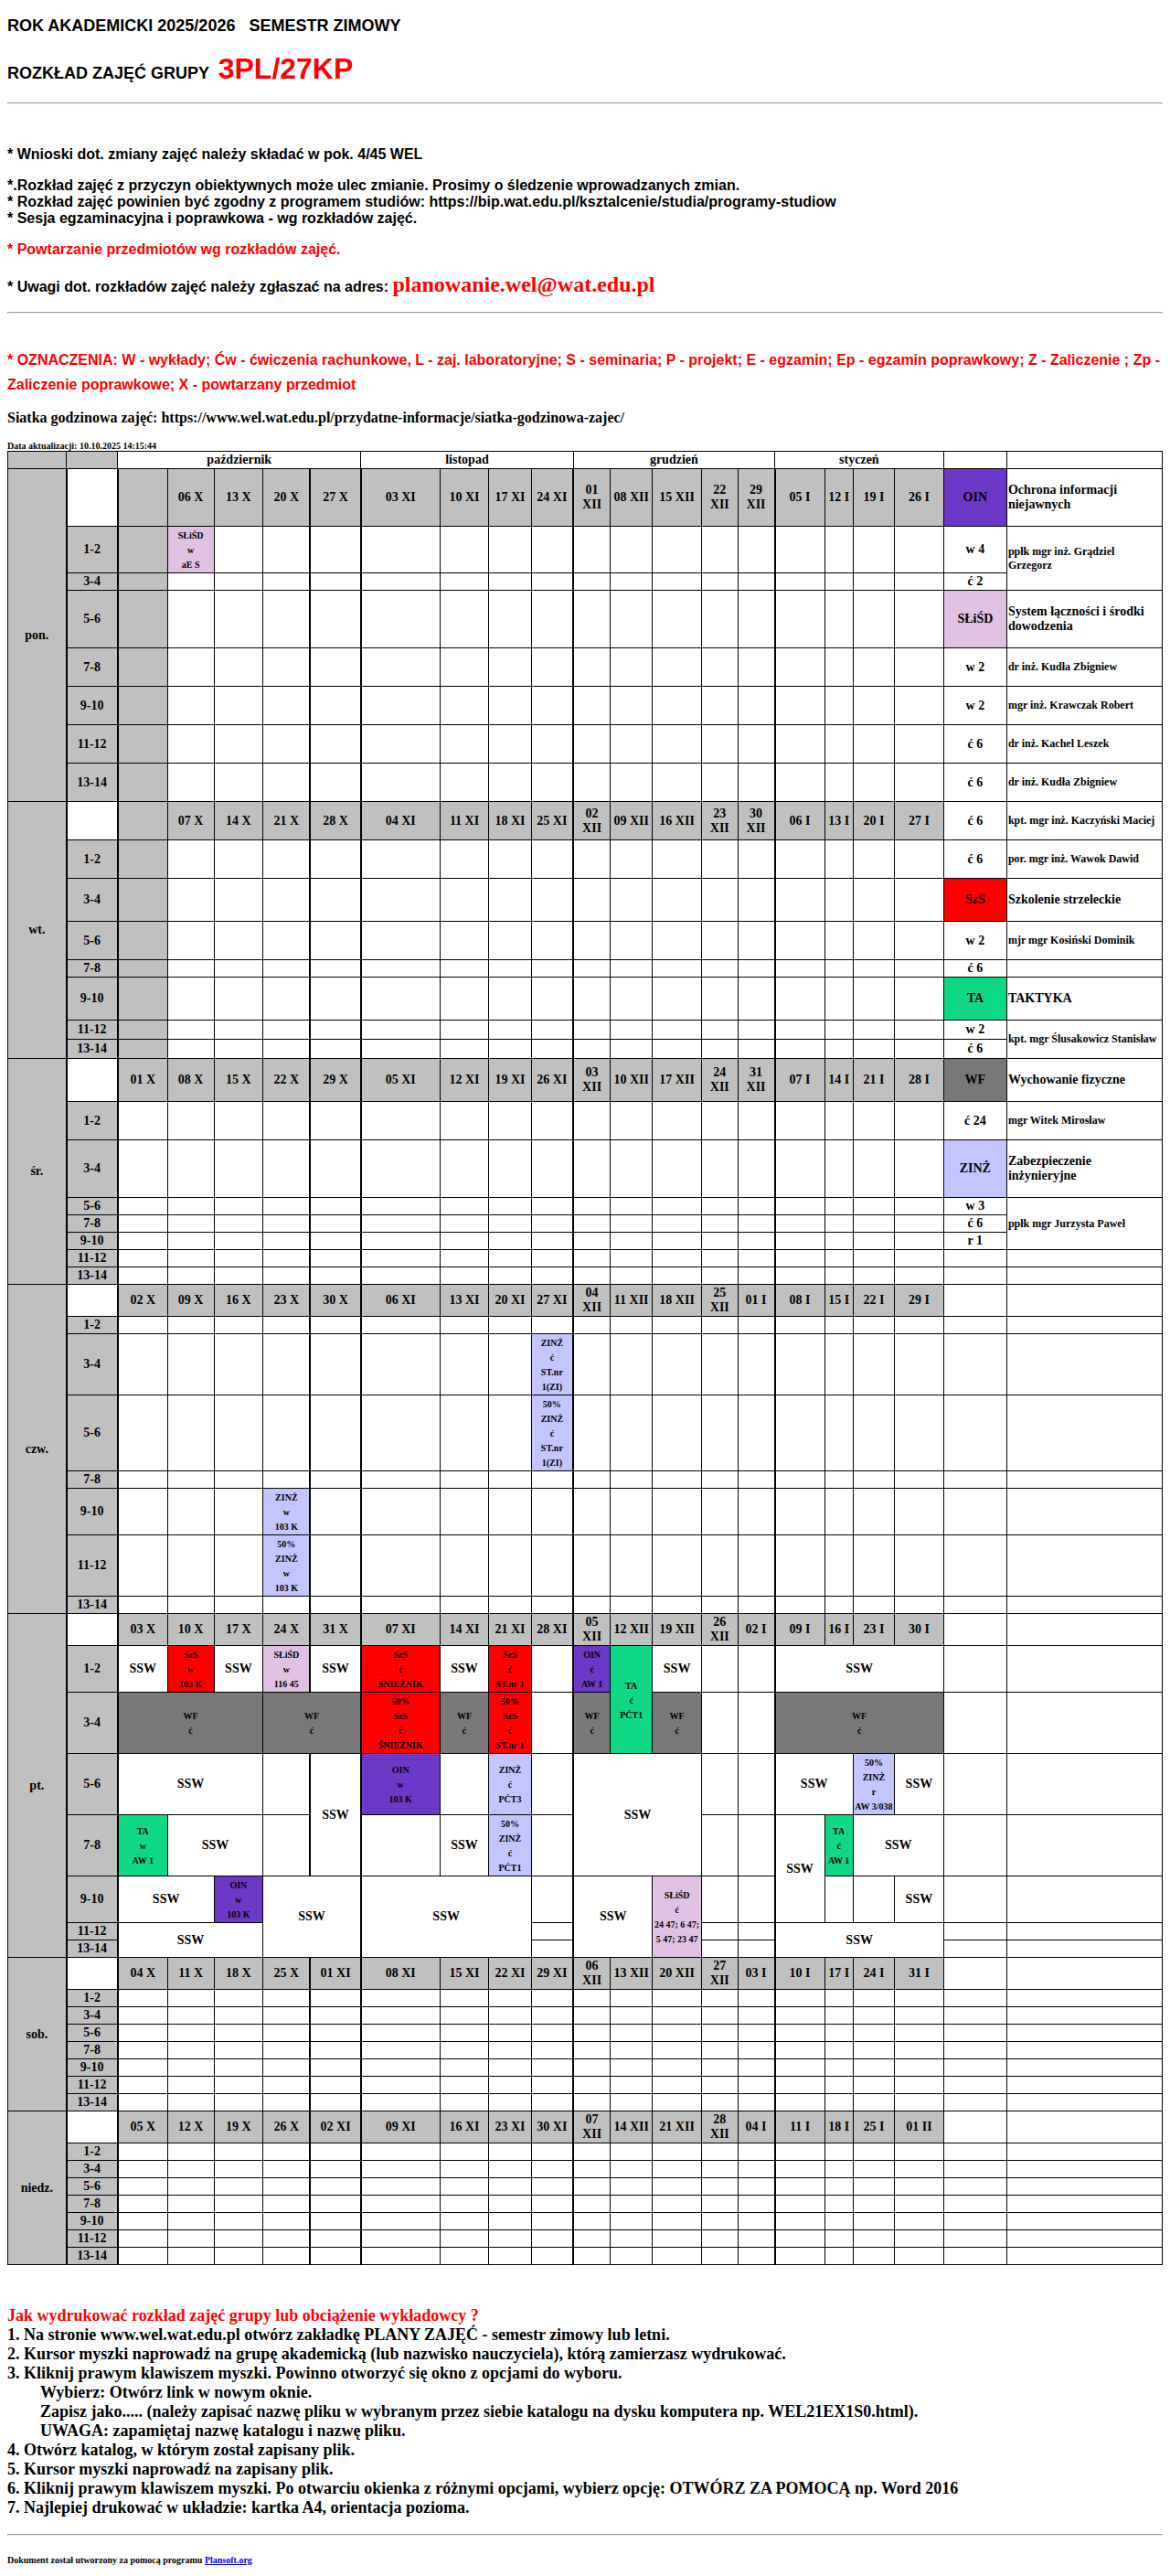 ROK AKADEMICKI 2025/2026 SEMESTR ZIMOWY
ROZKŁAD ZAJĘĆ GRUPY 3PL/27KP
* Wnioski dot. zmiany zajęć należy składać w pok. 4/45 WEL
*.Rozkład zajęć z przyczyn obiektywnych może ulec zmianie. Prosimy o śledzenie wprowadzanych zmian.
* Rozkład zajęć powinien być zgodny z programem studiów: https://bip.wat.edu.pl/ksztalcenie/studia/programy-studiow
* Sesja egzaminacyjna i poprawkowa - wg rozkładów zajęć.
* Powtarzanie przedmiotów wg rozkładów zajęć.
* Uwagi dot. rozkładów zajęć należy zgłaszać na adres: planowanie.wel@wat.edu.pl
* OZNACZENIA: W - wykłady; Ćw - ćwiczenia rachunkowe, L - zaj. laboratoryjne; S - seminaria; P - projekt; E - egzamin; Ep - egzamin poprawkowy; Z - Zaliczenie ; Zp -
Zaliczenie poprawkowe; X - powtarzany przedmiot
Siatka godzinowa zajęć: https://www.wel.wat.edu.pl/przydatne-informacje/siatka-godzinowa-zajec/
Data aktualizacji: 10.10.2025 14:15:44
październik listopad grudzień styczeń
pon. 06 X 13 X 20 X 27 X 03 XI 10 XI 17 XI 24 XI 01 XII 08 XII 15 XII 22 XII 29 XII 05 I 12 I 19 I 26 I OIN Ochrona informacji niejawnych
1-2 SŁiŚD w aE S w 4 ppłk mgr inż. Grądziel Grzegorz
3-4 ć 2
5-6 SŁiŚD System łączności i środki dowodzenia
7-8 w 2 dr inż. Kudła Zbigniew
9-10 w 2 mgr inż. Krawczak Robert
11-12 ć 6 dr inż. Kachel Leszek
13-14 ć 6 dr inż. Kudła Zbigniew
wt. 07 X 14 X 21 X 28 X 04 XI 11 XI 18 XI 25 XI 02 XII 09 XII 16 XII 23 XII 30 XII 06 I 13 I 20 I 27 I ć 6 kpt. mgr inż. Kaczyński Maciej
1-2 ć 6 por. mgr inż. Wawok Dawid
3-4 SzS Szkolenie strzeleckie
5-6 w 2 mjr mgr Kosiński Dominik
7-8 ć 6
9-10 TA TAKTYKA
11-12 w 2 kpt. mgr Ślusakowicz Stanisław
13-14 ć 6
śr. 01 X 08 X 15 X 22 X 29 X 05 XI 12 XI 19 XI 26 XI 03 XII 10 XII 17 XII 24 XII 31 XII 07 I 14 I 21 I 28 I WF Wychowanie fizyczne
1-2 ć 24 mgr Witek Mirosław
3-4 ZINŻ Zabezpieczenie inżynieryjne
5-6 w 3
7-8 ć 6 ppłk mgr Jurzysta Paweł
9-10 r 1
11-12
13-14
czw. 02 X 09 X 16 X 23 X 30 X 06 XI 13 XI 20 XI 27 XI 04 XII 11 XII 18 XII 25 XII 01 I 08 I 15 I 22 I 29 I
1-2
3-4 ZINŻ ć ST.nr 1(ZI)
5-6 50% ZINŻ ć ST.nr 1(ZI)
7-8
9-10 ZINŻ w 103 K
11-12 50% ZINŻ w 103 K
13-14
pt. 03 X 10 X 17 X 24 X 31 X 07 XI 14 XI 21 XI 28 XI 05 XII 12 XII 19 XII 26 XII 02 I 09 I 16 I 23 I 30 I
1-2 SSW SzS w 103 K SSW SŁiŚD w 116 45 SSW SzS ć ŚNIEŻNIK SSW SzS ć ST.nr 1 OIN ć AW 1 TA ć PĆT1 SSW SSW
3-4 WF ć WF ć 50% SzS ć ŚNIEŻNIK WF ć 50% SzS ć ST.nr 1 WF ć WF ć WF ć
5-6 SSW SSW OIN w 103 K ZINŻ ć PĆT3 SSW SSW 50% ZINŻ r AW 3/038 SSW
7-8 TA w AW 1 SSW SSW 50% ZINŻ ć PĆT1 SSW TA ć AW 1 SSW
9-10 SSW OIN w 103 K SSW SSW SSW SŁiŚD ć 24 47; 6 47; 5 47; 23 47 SSW
11-12 SSW SSW
13-14
sob. 04 X 11 X 18 X 25 X 01 XI 08 XI 15 XI 22 XI 29 XI 06 XII 13 XII 20 XII 27 XII 03 I 10 I 17 I 24 I 31 I
1-2
3-4
5-6
7-8
9-10
11-12
13-14
niedz. 05 X 12 X 19 X 26 X 02 XI 09 XI 16 XI 23 XI 30 XI 07 XII 14 XII 21 XII 28 XII 04 I 11 I 18 I 25 I 01 II
1-2
3-4
5-6
7-8
9-10
11-12
13-14
Jak wydrukować rozkład zajęć grupy lub obciążenie wykładowcy ?
1. Na stronie www.wel.wat.edu.pl otwórz zakładkę PLANY ZAJĘĆ - semestr zimowy lub letni.
2. Kursor myszki naprowadź na grupę akademicką (lub nazwisko nauczyciela), którą zamierzasz wydrukować.
3. Kliknij prawym klawiszem myszki. Powinno otworzyć się okno z opcjami do wyboru.
Wybierz: Otwórz link w nowym oknie.
Zapisz jako..... (należy zapisać nazwę pliku w wybranym przez siebie katalogu na dysku komputera np. WEL21EX1S0.html).
UWAGA: zapamiętaj nazwę katalogu i nazwę pliku.
4. Otwórz katalog, w którym został zapisany plik.
5. Kursor myszki naprowadź na zapisany plik.
6. Kliknij prawym klawiszem myszki. Po otwarciu okienka z różnymi opcjami, wybierz opcję: OTWÓRZ ZA POMOCĄ np. Word 2016
7. Najlepiej drukować w układzie: kartka A4, orientacja pozioma.
Dokument został utworzony za pomocą programu Plansoft.org